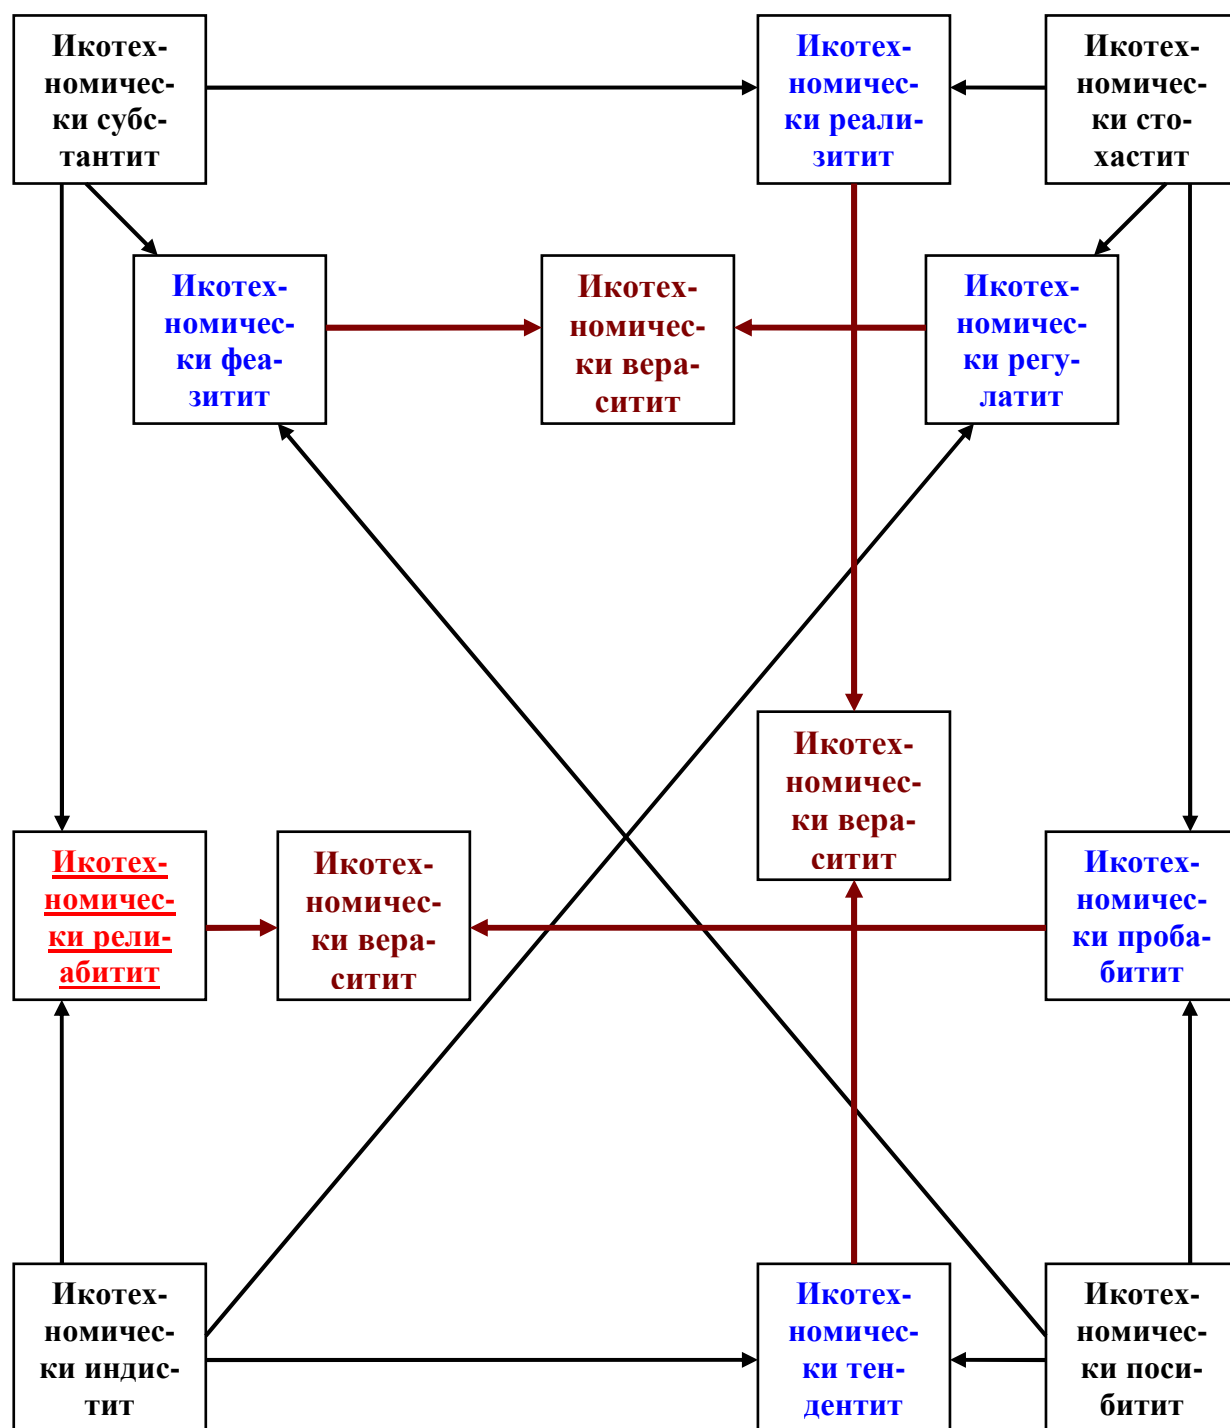 Икотех-
номичес-
ки субс-
тантит
Икотех-
номичес-
ки реали-
зитит
Икотех-
номичес-
ки сто-
хастит
Икотех-
номичес-
ки феа-
зитит
Икотех-
номичес-
ки вера-
ситит
Икотех-
номичес-
ки регу-
латит
Икотех-
номичес-
ки вера-
ситит
Икотех-
номичес-
ки рели-
абитит
Икотех-
номичес-
ки вера-
ситит
Икотех-
номичес-
ки проба-
битит
Икотех-
номичес-
ки индис-
тит
Икотех-
номичес-
ки тен-
дентит
Икотех-
номичес-
ки поси-
битит